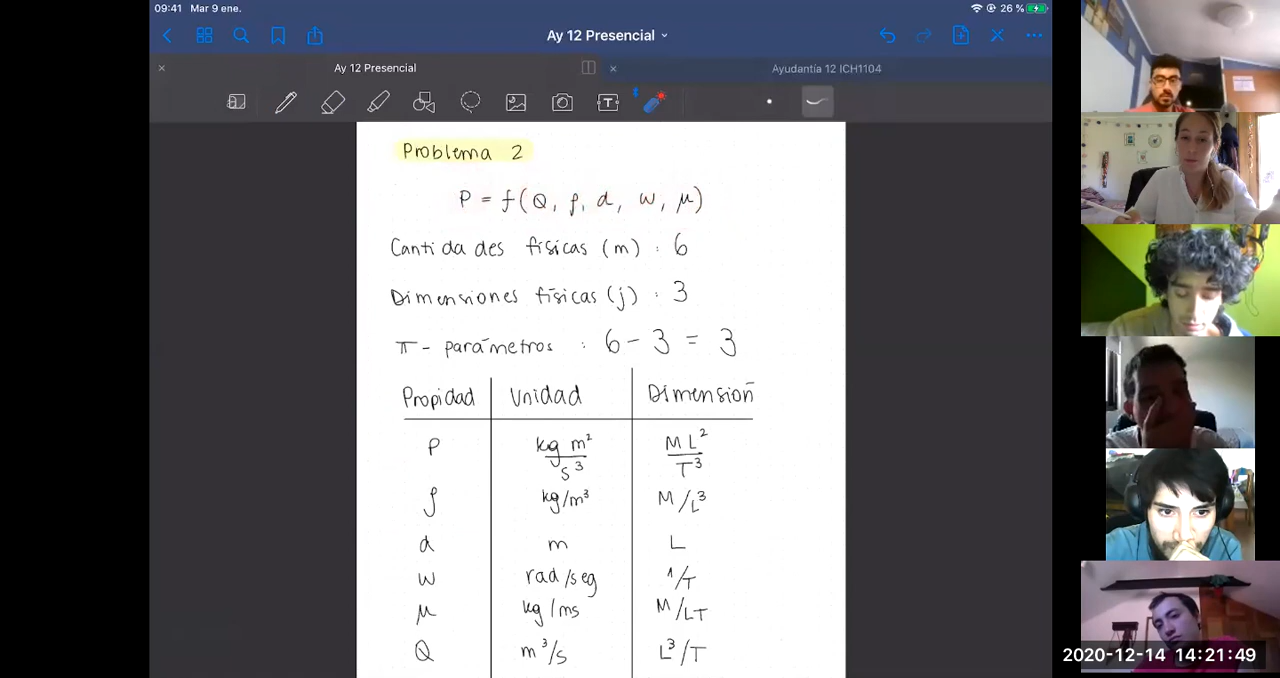 09:41 Mar 9 ene. 26 %
Ay 12 Presencial
Ay 12 Presencial Ayudantía 12 ICH1104
Problema 2
P = f(Q, ρ, d, w, μ)
Cantidades físicas (m) : 6
Dimensiones físicas (j) : 3
π - parámetros : 6 - 3 = 3
Propidad Unidad Dimensión
P kg m²/s³ ML²/T³
ρ kg/m³ M/L³
d m L
w rad/seg 1/T
μ kg/ms M/LT
Q m³/s L³/T
2020-12-14 14:21:49